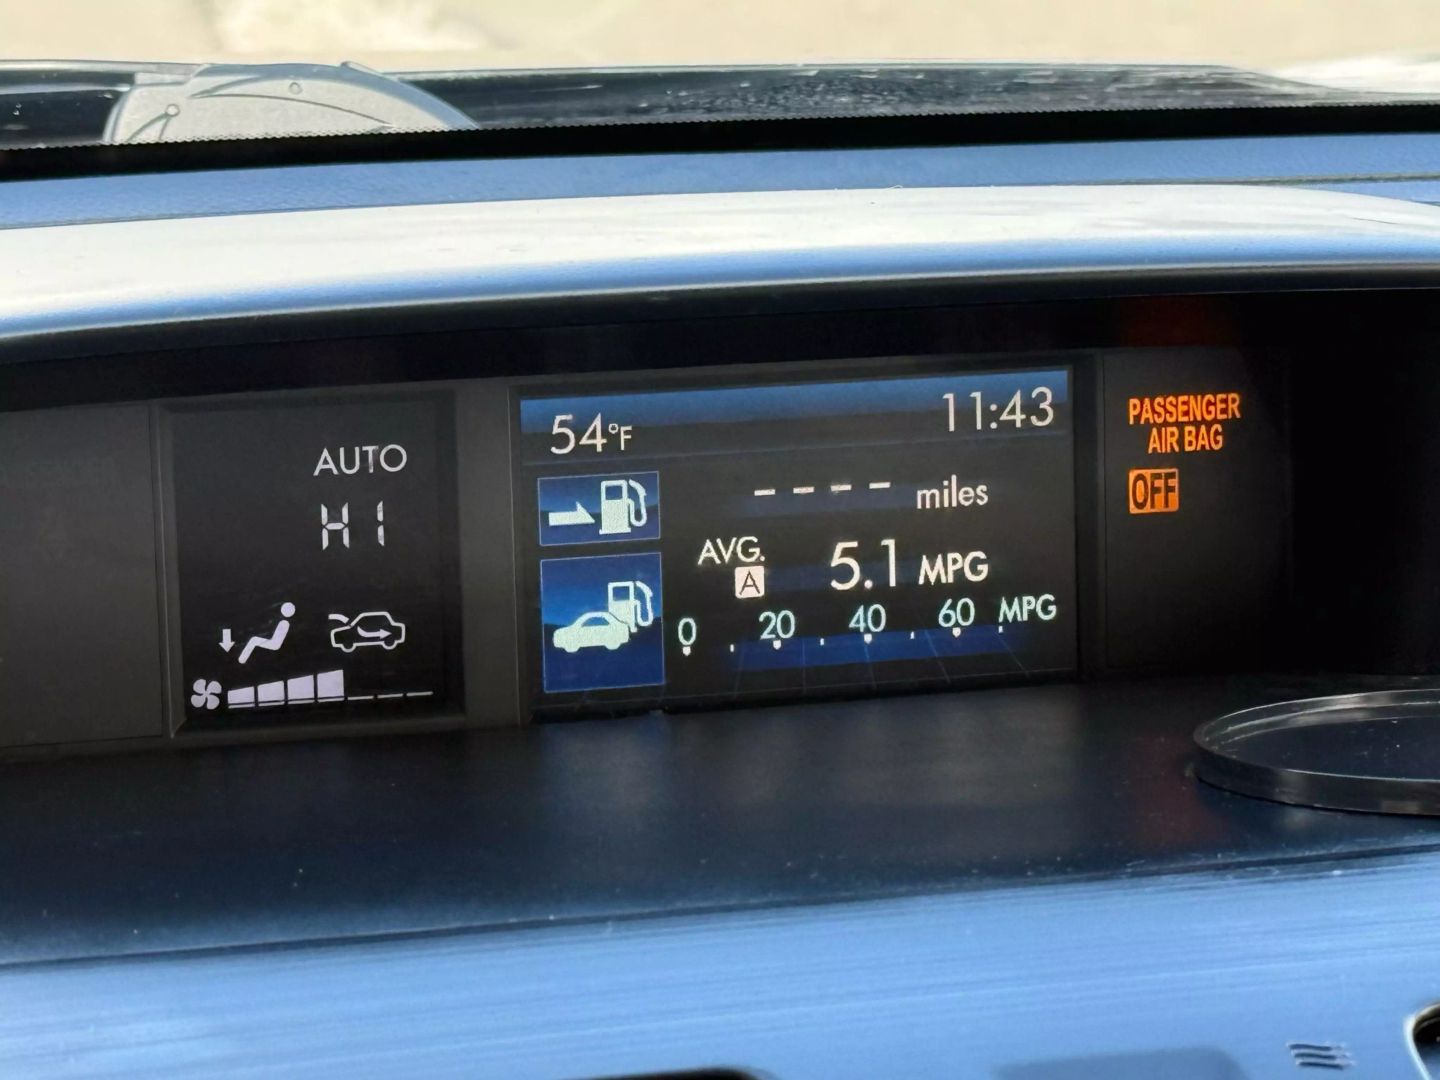 AUTO
HI
54°F
11:43
---- miles
AVG.
A
5.1 MPG
0 20 40 60 MPG
PASSENGER
AIR BAG
OFF